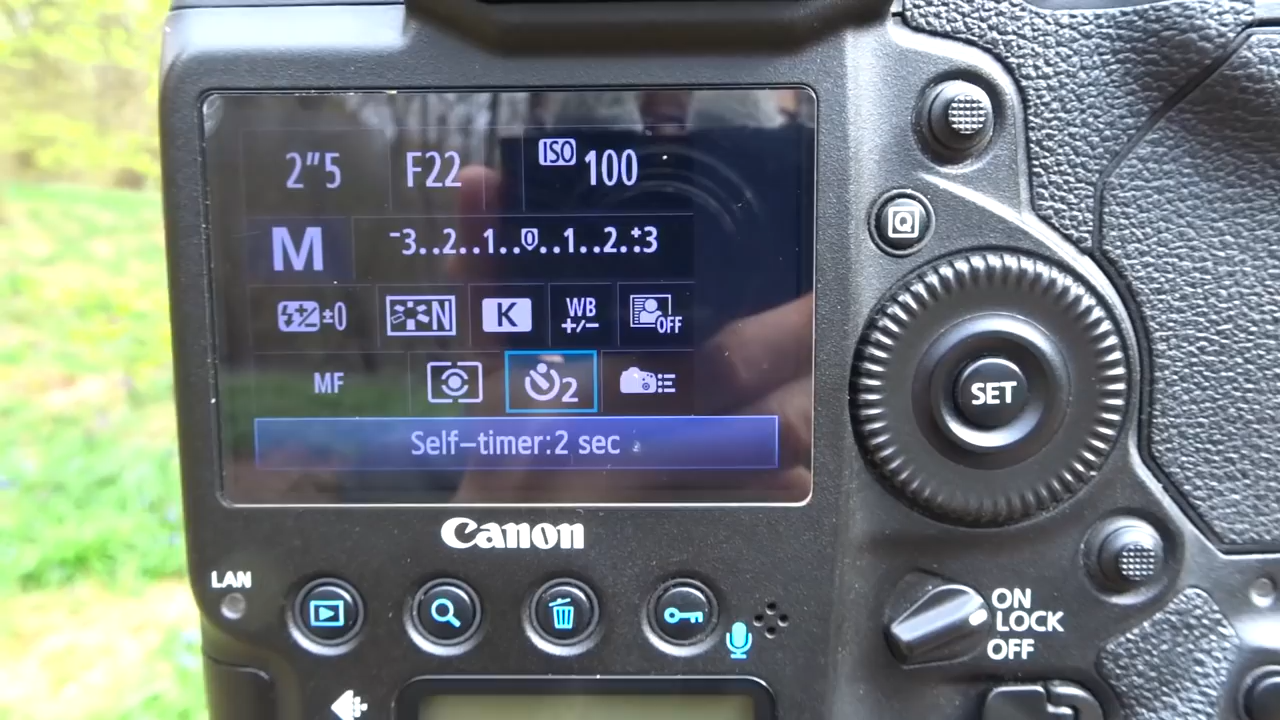 2"5 F22 ISO 100
Q
M -3..2..1..0..1..2.:+3
±0 N K WB +/- OFF
SET
MF 2
Self-timer:2 sec
Canon
LAN
ON
LOCK
OFF